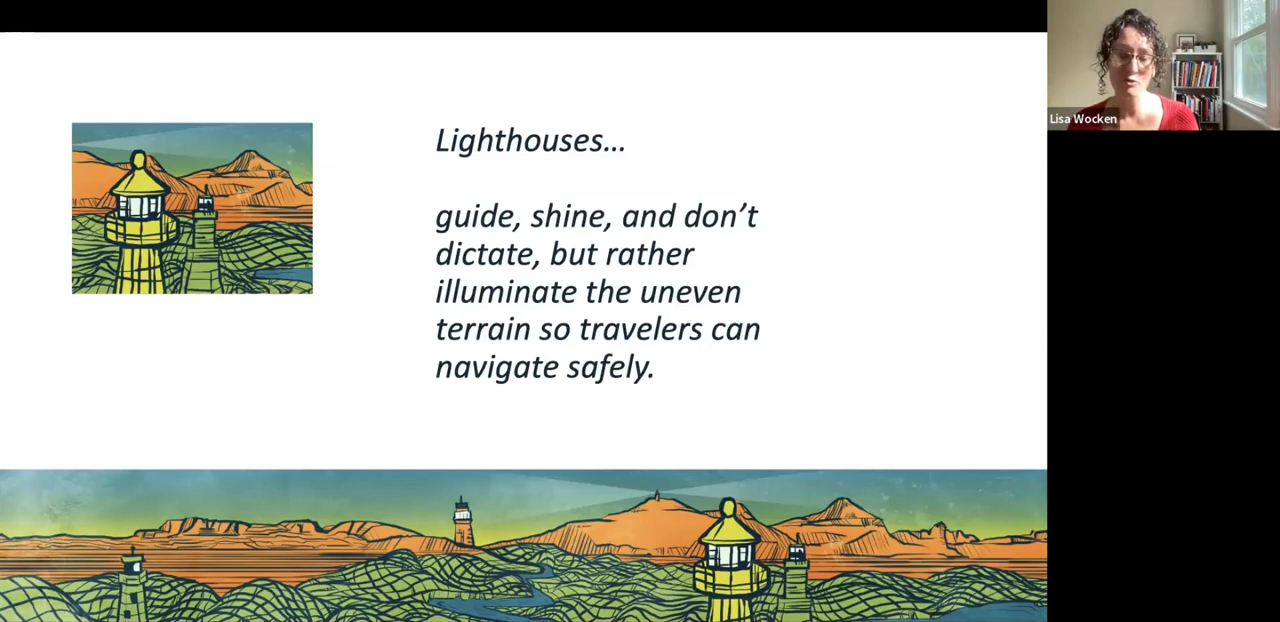 Lighthouses…
guide, shine, and don’t
dictate, but rather
illuminate the uneven
terrain so travelers can
navigate safely.
Lisa Wocken